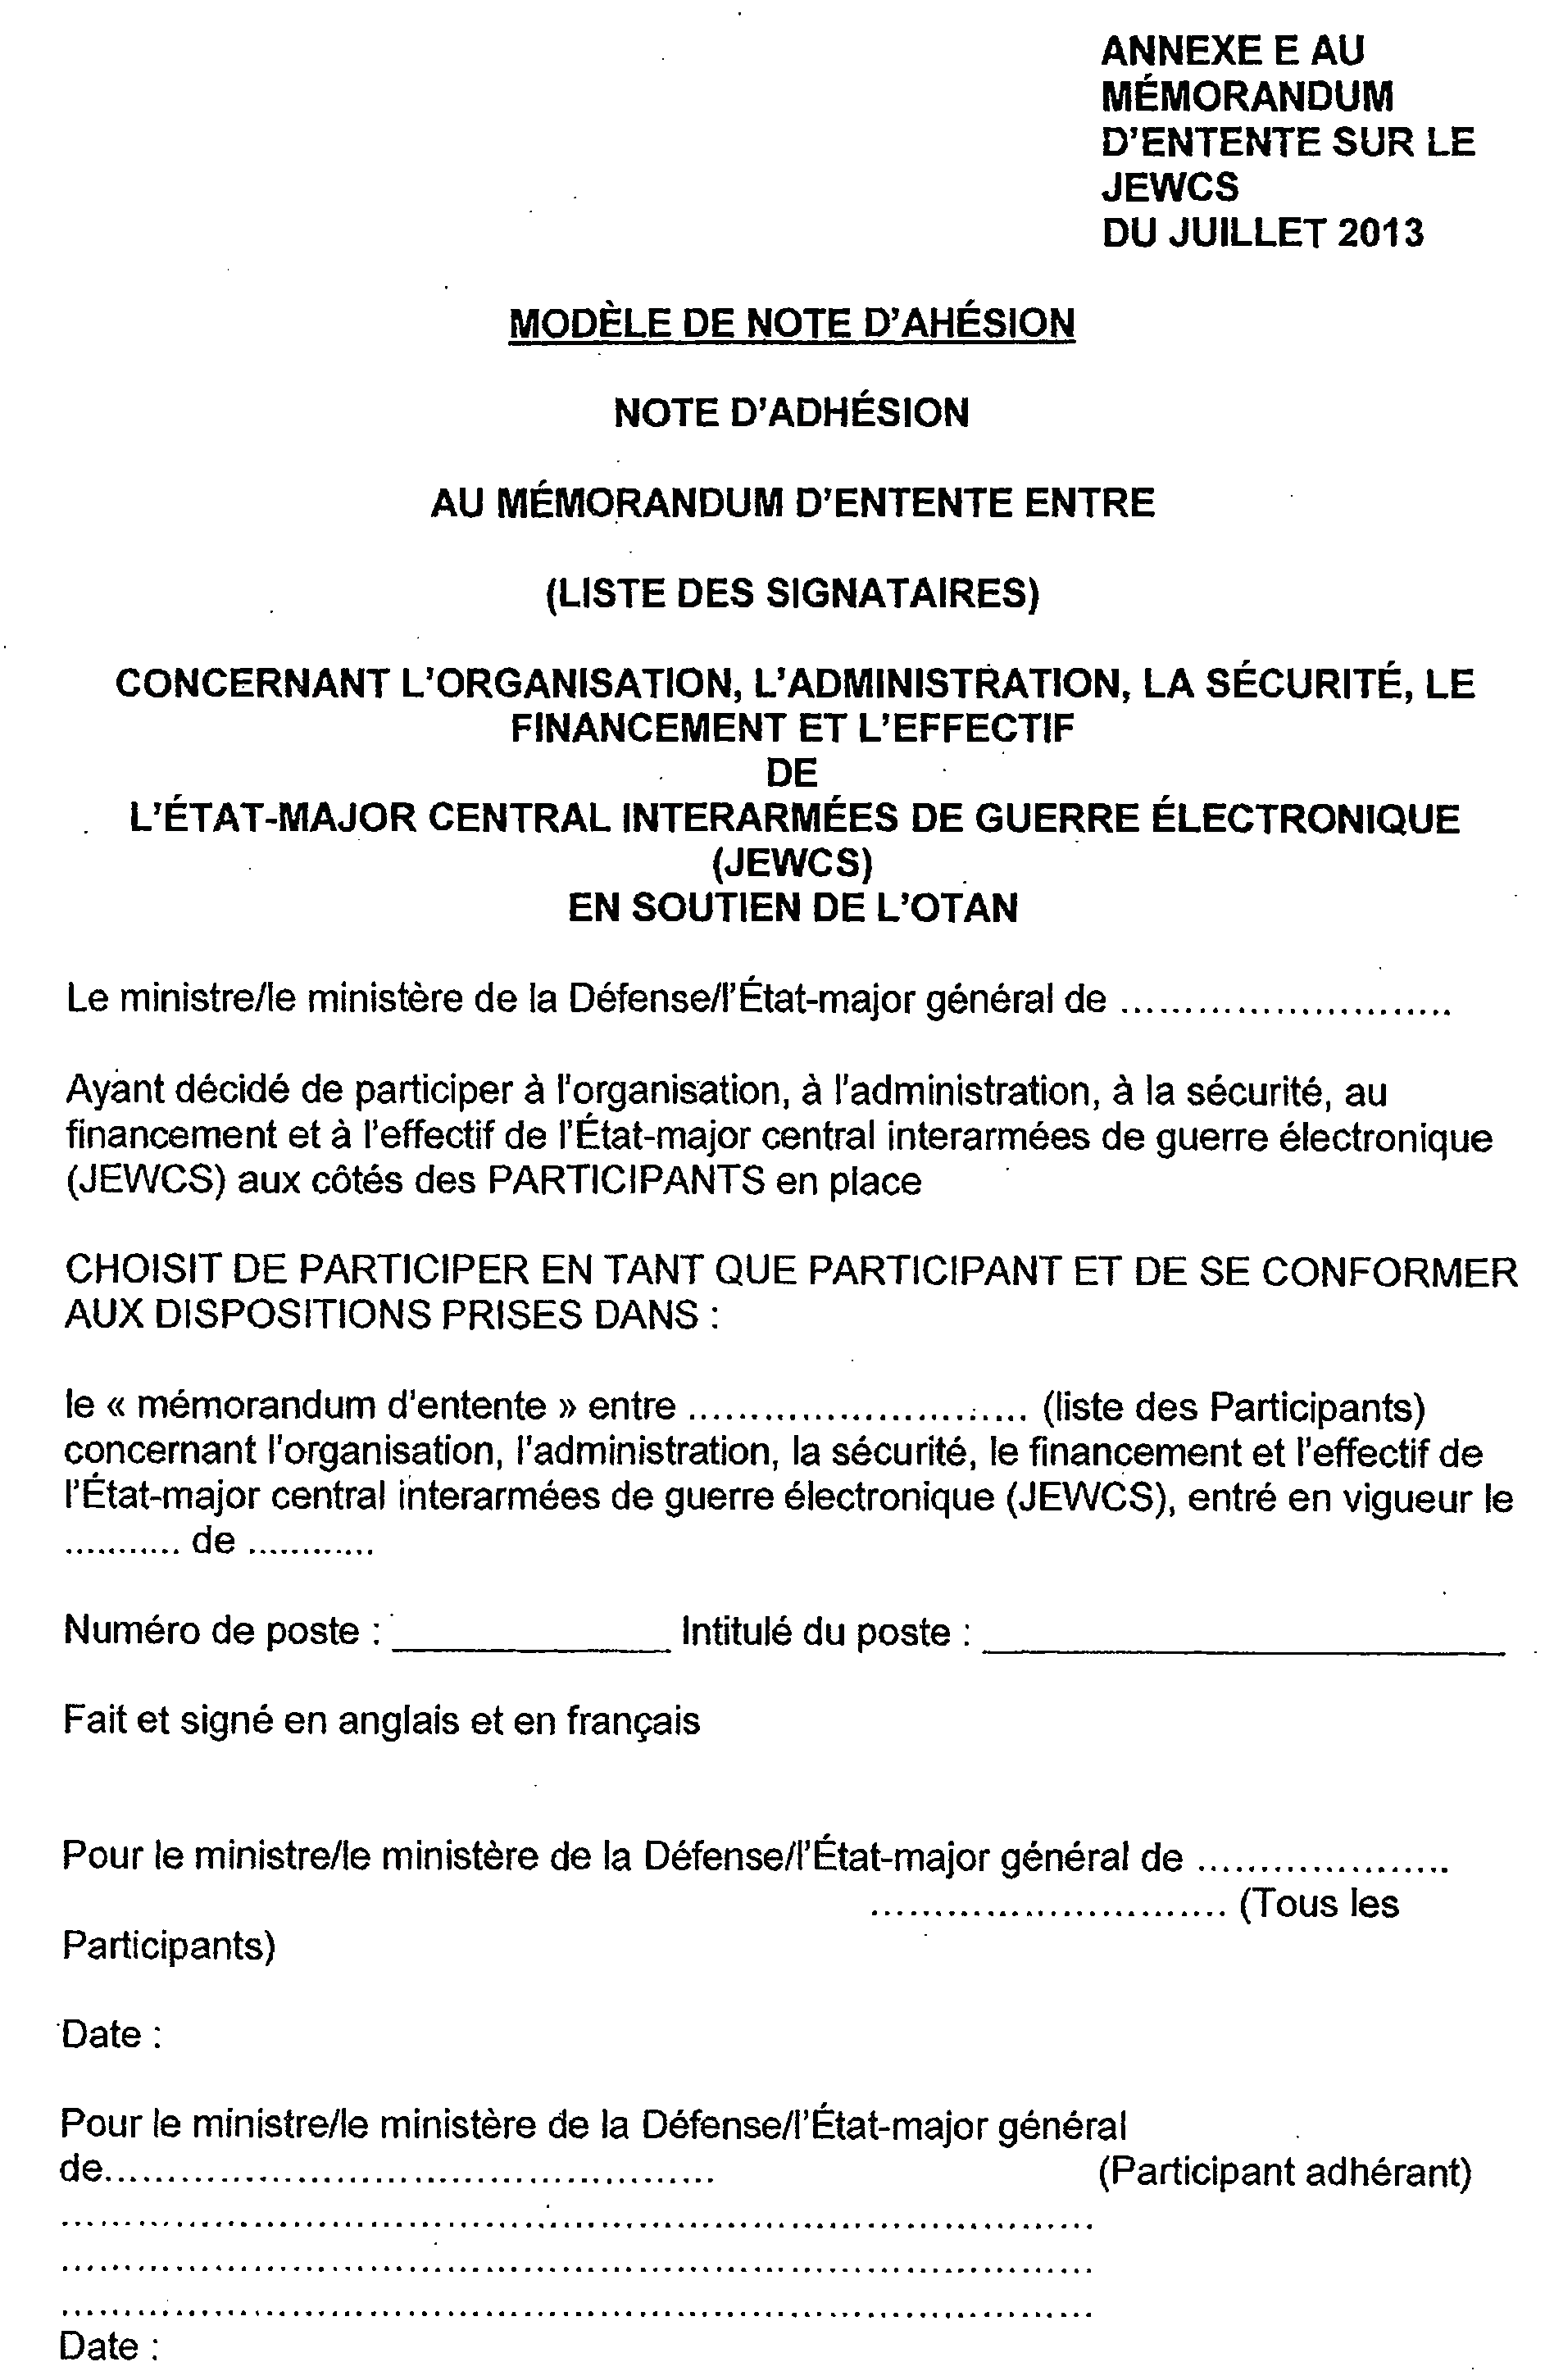 ANNEXE E AU
MÉMORANDUM
D'ENTENTE SUR LE
JEWCS
DU JUILLET 2013
MODÈLE DE NOTE D'AHÉSION
NOTE D'ADHÉSION
AU MÉMORANDUM D'ENTENTE ENTRE
(LISTE DES SIGNATAIRES)
CONCERNANT L'ORGANISATION, L'ADMINISTRATION, LA SÉCURITÉ, LE
FINANCEMENT ET L'EFFECTIF
DE
L'ÉTAT-MAJOR CENTRAL INTERARMÉES DE GUERRE ÉLECTRONIQUE
(JEWCS)
EN SOUTIEN DE L'OTAN
Le ministre/le ministère de la Défense/l'État-major général de ..........................
Ayant décidé de participer à l'organisation, à l'administration, à la sécurité, au
financement et à l'effectif de l'État-major central interarmées de guerre électronique
(JEWCS) aux côtés des PARTICIPANTS en place
CHOISIT DE PARTICIPER EN TANT QUE PARTICIPANT ET DE SE CONFORMER
AUX DISPOSITIONS PRISES DANS :
le « mémorandum d'entente » entre ........................... (liste des Participants)
concernant l'organisation, l'administration, la sécurité, le financement et l'effectif de
l'État-major central interarmées de guerre électronique (JEWCS), entré en vigueur le
........... de ............
Numéro de poste : _____________ Intitulé du poste : _________________________
Fait et signé en anglais et en français
Pour le ministre/le ministère de la Défense/l'État-major général de ....................
............................ (Tous les
Participants)
Date :
Pour le ministre/le ministère de la Défense/l'État-major général
de................................................ (Participant adhérant)
.................................................................................
.................................................................................
.................................................................................
Date :